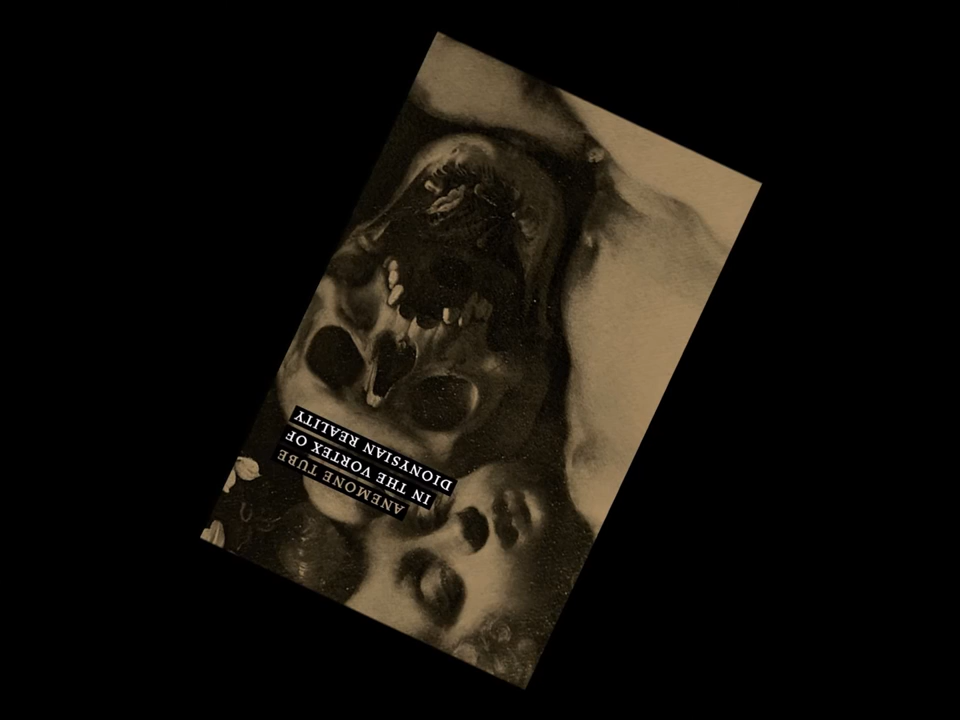 ANEMONE TUBE
IN THE VORTEX OF
DIONYSIAN REALITY